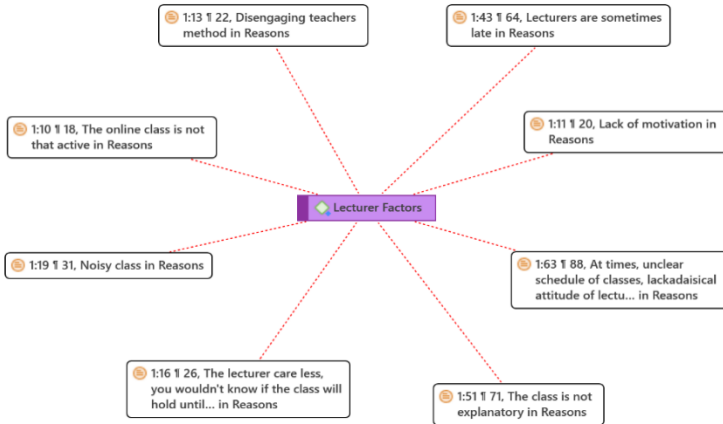 1:13 ¶ 22, Disengaging teachers
method in Reasons
1:43 ¶ 64, Lecturers are sometimes
late in Reasons
1:10 ¶ 18, The online class is not
that active in Reasons
1:11 ¶ 20, Lack of motivation in
Reasons
Lecturer Factors
1:19 ¶ 31, Noisy class in Reasons
1:63 ¶ 88, At times, unclear
schedule of classes, lackadaisical
attitude of lectu... in Reasons
1:16 ¶ 26, The lecturer care less,
you wouldn't know if the class will
hold until... in Reasons
1:51 ¶ 71, The class is not
explanatory in Reasons